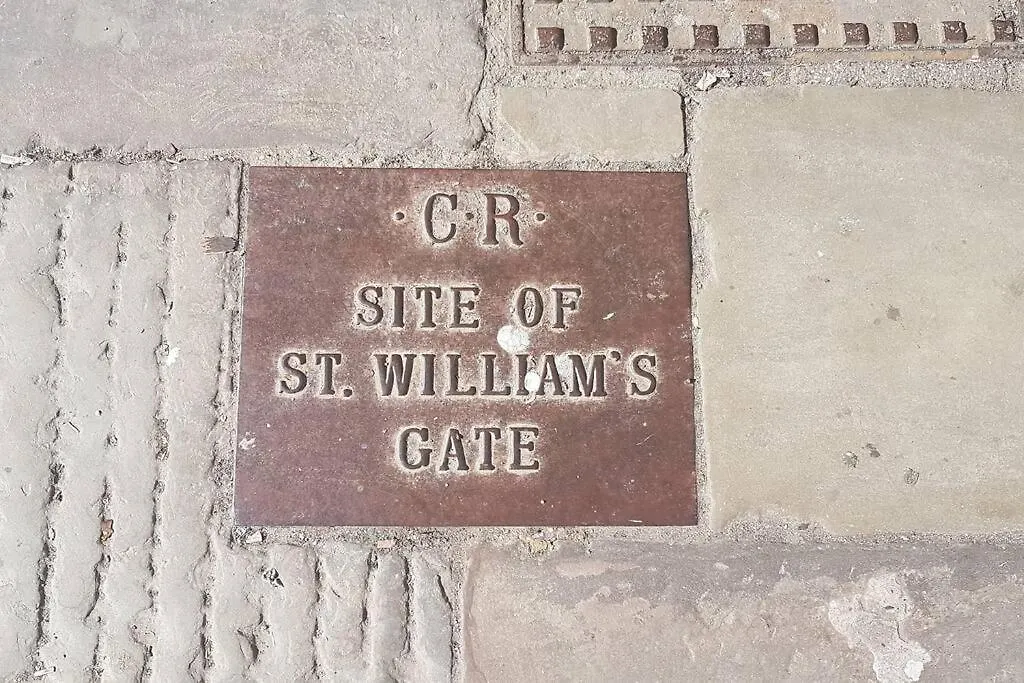 ·C·R·
SITE OF
ST. WILLIAM'S
GATE